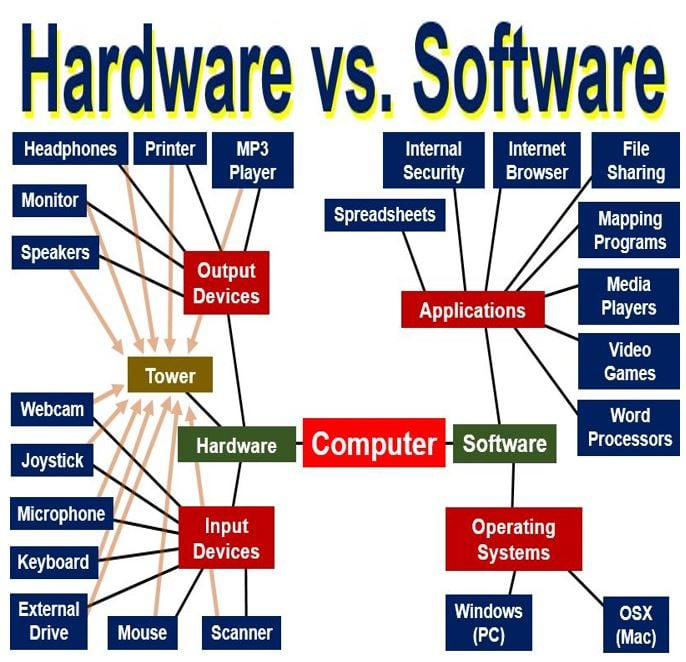 Hardware vs. Software
Headphones
Printer
MP3
Player
Monitor
Speakers
Output
Devices
Tower
Webcam
Joystick
Microphone
Keyboard
External
Drive
Mouse
Scanner
Input
Devices
Hardware
Computer
Software
Internal
Security
Internet
Browser
File
Sharing
Spreadsheets
Mapping
Programs
Applications
Media
Players
Video
Games
Word
Processors
Operating
Systems
Windows
(PC)
OSX
(Mac)